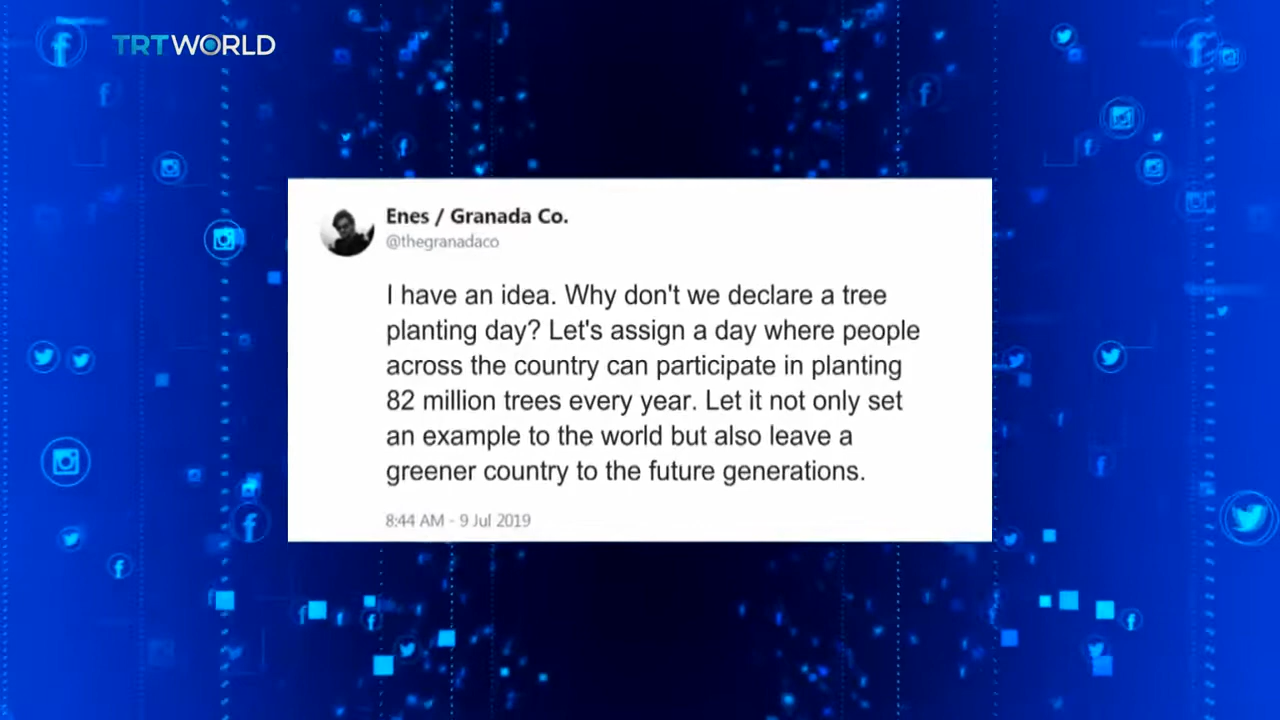 TRT WORLD
Enes / Granada Co.
@thegranadaco
I have an idea. Why don't we declare a tree
planting day? Let's assign a day where people
across the country can participate in planting
82 million trees every year. Let it not only set
an example to the world but also leave a
greener country to the future generations.
8:44 AM - 9 Jul 2019